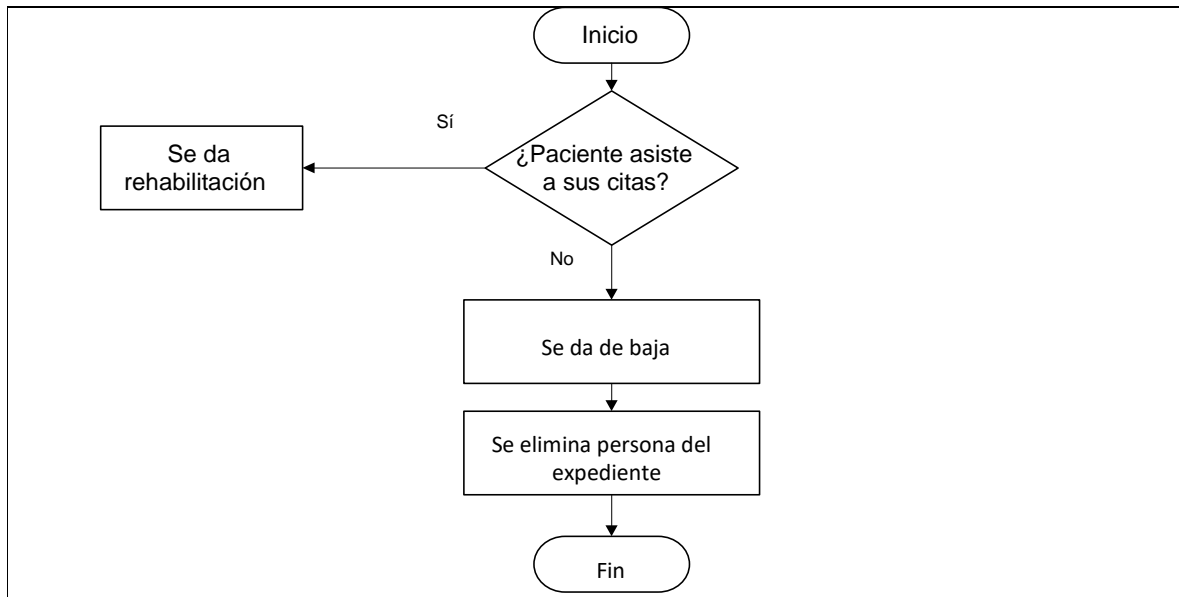 Inicio
Sí
¿Paciente asiste
a sus citas?
Se da
rehabilitación
No
Se da de baja
Se elimina persona del
expediente
Fin